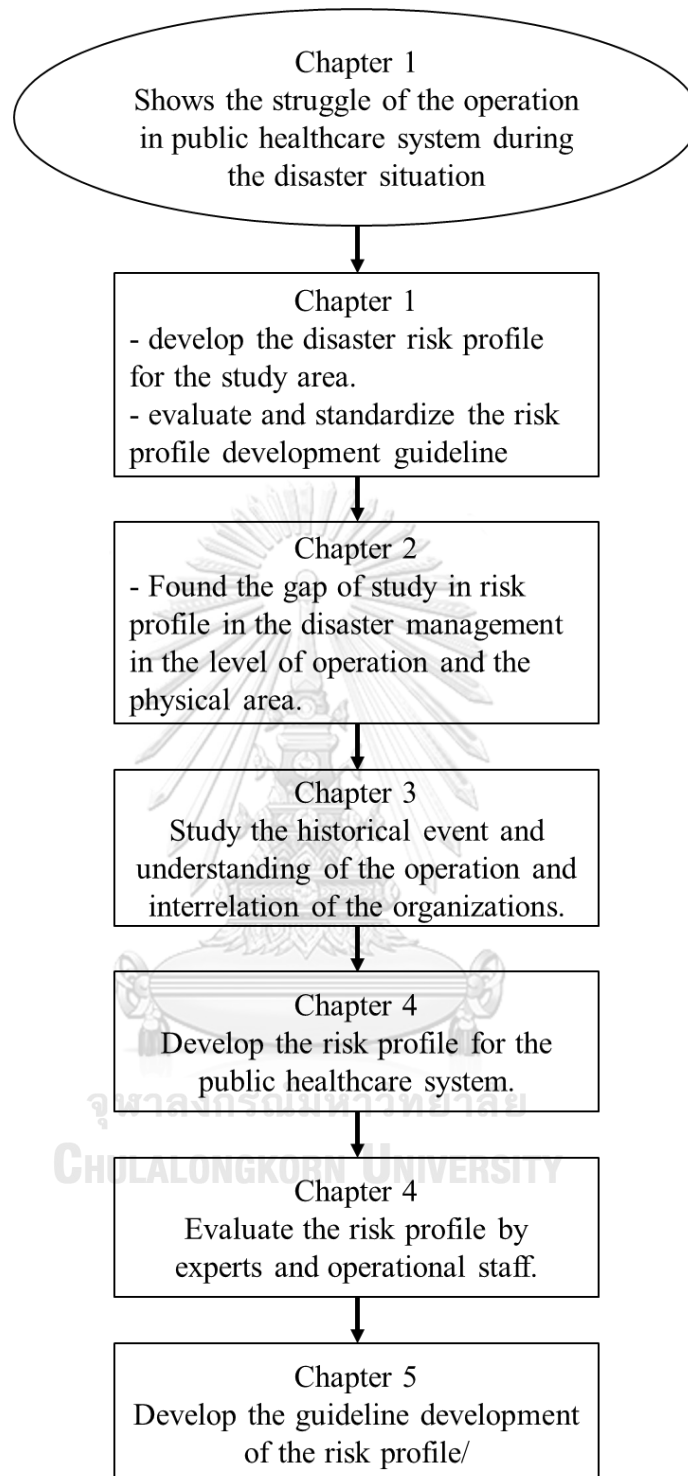 Chapter 1
Shows the struggle of the operation
in public healthcare system during
the disaster situation
Chapter 1
- develop the disaster risk profile
for the study area.
- evaluate and standardize the risk
profile development guideline
Chapter 2
- Found the gap of study in risk
profile in the disaster management
in the level of operation and the
physical area.
Chapter 3
Study the historical event and
understanding of the operation and
interrelation of the organizations.
Chapter 4
Develop the risk profile for the
public healthcare system.
จุฬาลงกรณ์มหาวิทยาลัย
CHULALONGKORN UNIVERSITY
Chapter 4
Evaluate the risk profile by
experts and operational staff.
Chapter 5
Develop the guideline development
of the risk profile/